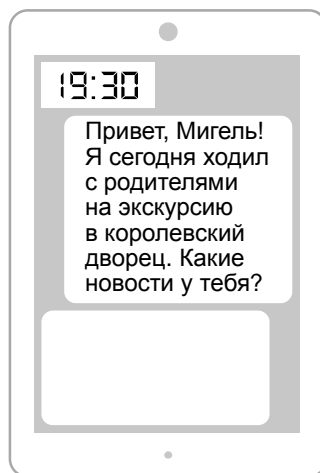 19:30
Привет, Мигель!
Я сегодня ходил
с родителями
на экскурсию
в королевский
дворец. Какие
новости у тебя?